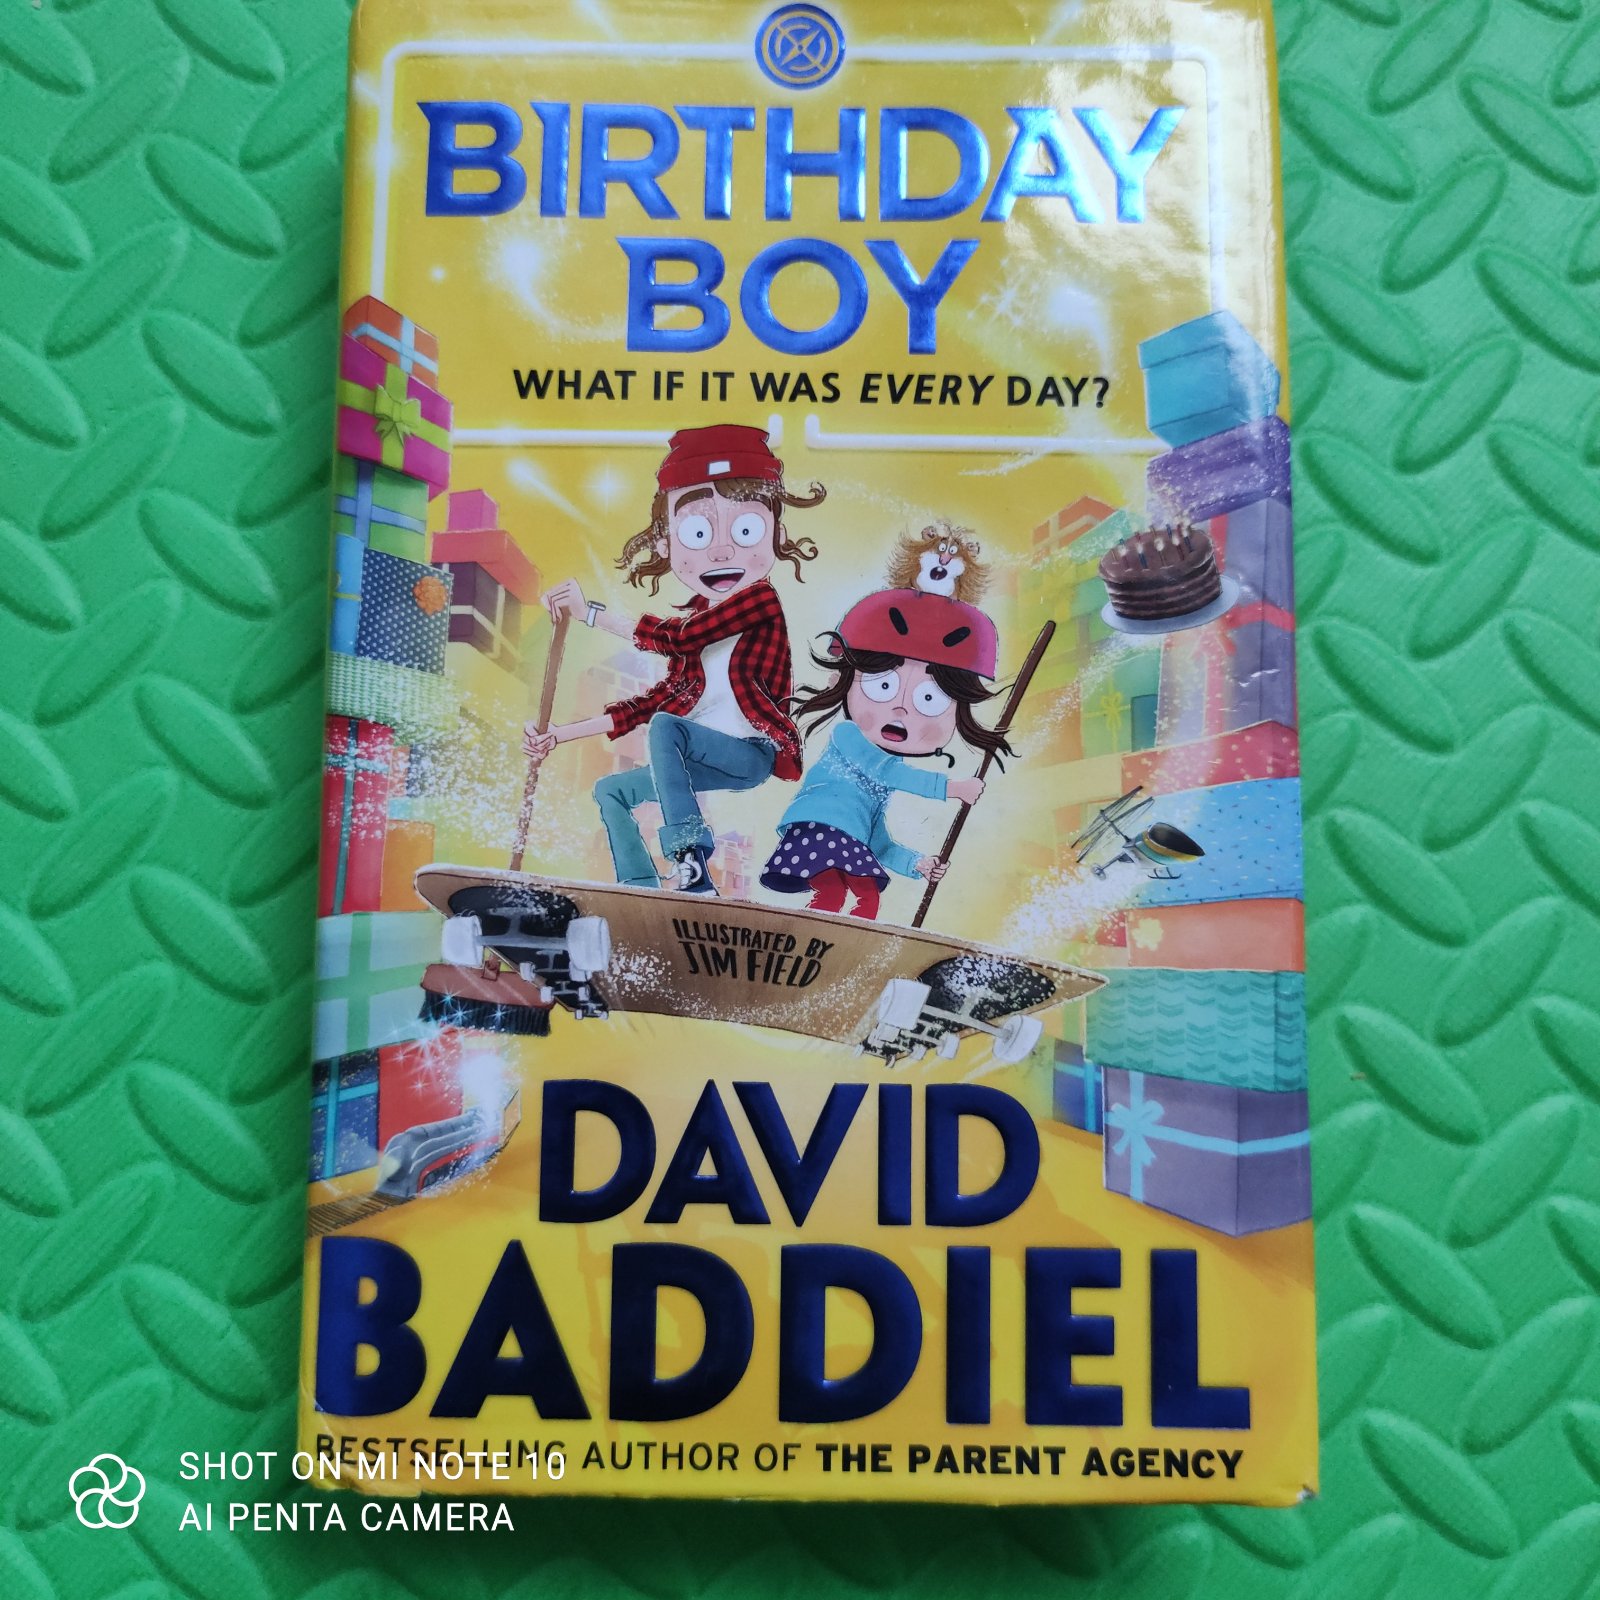 BIRTHDAY
BOY
WHAT IF IT WAS EVERY DAY?
ILLUSTRATED BY
JIM FIELD
DAVID
BADDIEL
BESTSELLING AUTHOR OF THE PARENT AGENCY
SHOT ON MI NOTE 10
AI PENTA CAMERA